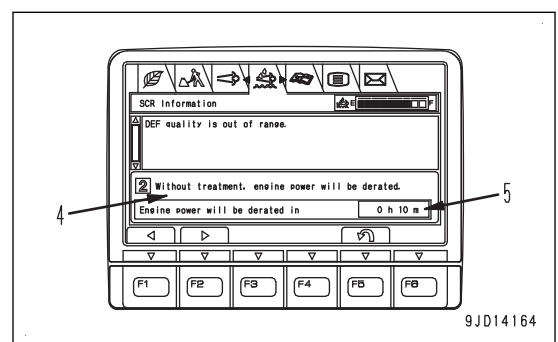 SCR Information
E F
DEF quality is out of range.
2 Without treatment, engine power will be derated.
Engine power will be derated in 0 h 10 m
4
5
F1 F2 F3 F4 F5 F6
9JD14164